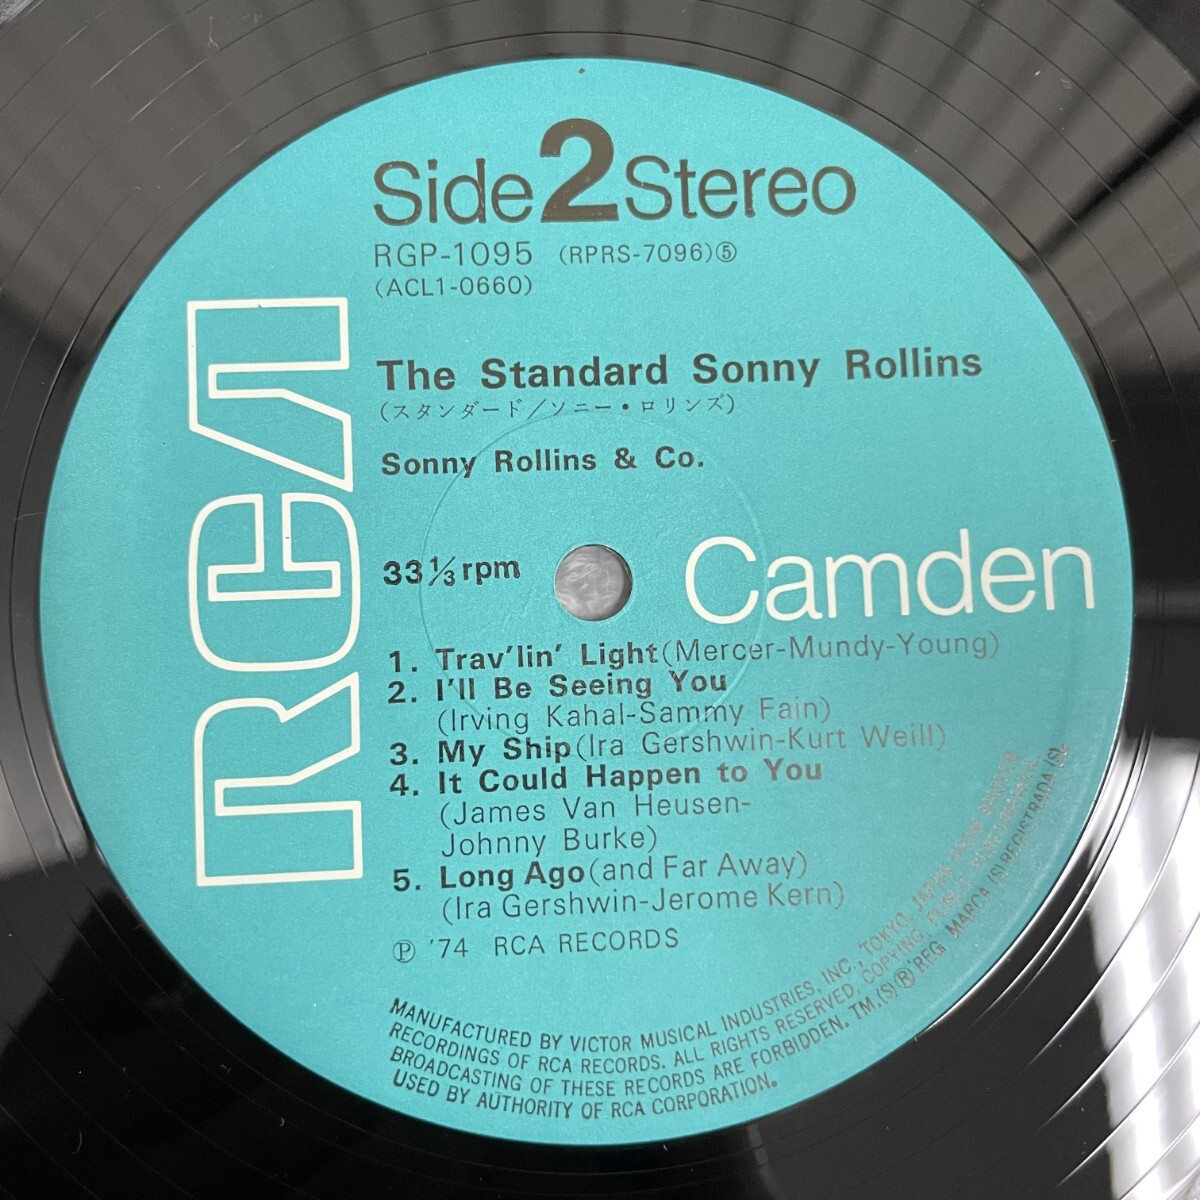 Side 2 Stereo
RGP-1095 (RPRS-7096)⑤
(ACL1-0660)
RCA
The Standard Sonny Rollins
(スタンダード/ソニー・ロリンズ)
Sonny Rollins & Co.
33⅓rpm
Camden
1. Trav'lin' Light(Mercer-Mundy-Young)
2. I'll Be Seeing You
(Irving Kahal-Sammy Fain)
3. My Ship(Ira Gershwin-Kurt Weill)
4. It Could Happen to You
(James Van Heusen-
Johnny Burke)
5. Long Ago(and Far Away)
(Ira Gershwin-Jerome Kern)
Ⓟ '74 RCA RECORDS
MANUFACTURED BY VICTOR MUSICAL INDUSTRIES, INC., TOKYO, JAPAN FROM MASTER
RECORDINGS OF RCA RECORDS. ALL RIGHTS RESERVED. COPYING, PUBLIC PERFORMANCE,
BROADCASTING OF THESE RECORDS ARE FORBIDDEN. TM.(S)® REG. MARCA (S) REGISTRADA (S).
USED BY AUTHORITY OF RCA CORPORATION.